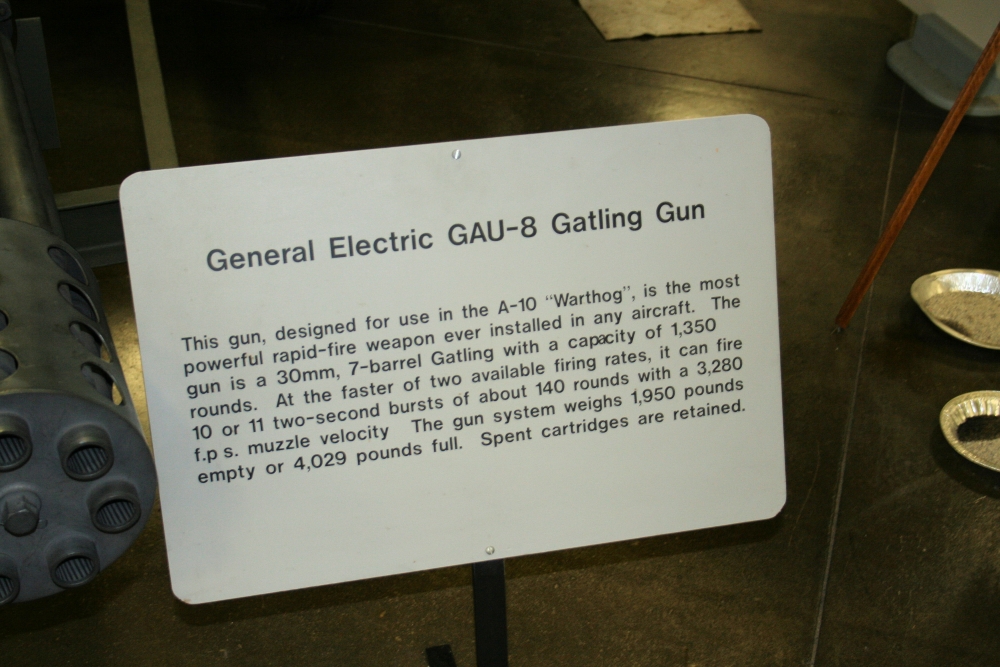 General Electric GAU-8 Gatling Gun
This gun, designed for use in the A-10 "Warthog", is the most
powerful rapid-fire weapon ever installed in any aircraft. The
gun is a 30mm, 7-barrel Gatling with a capacity of 1,350
rounds. At the faster of two available firing rates, it can fire
10 or 11 two-second bursts of about 140 rounds with a 3,280
f.p s. muzzle velocity The gun system weighs 1,950 pounds
empty or 4,029 pounds full. Spent cartridges are retained.